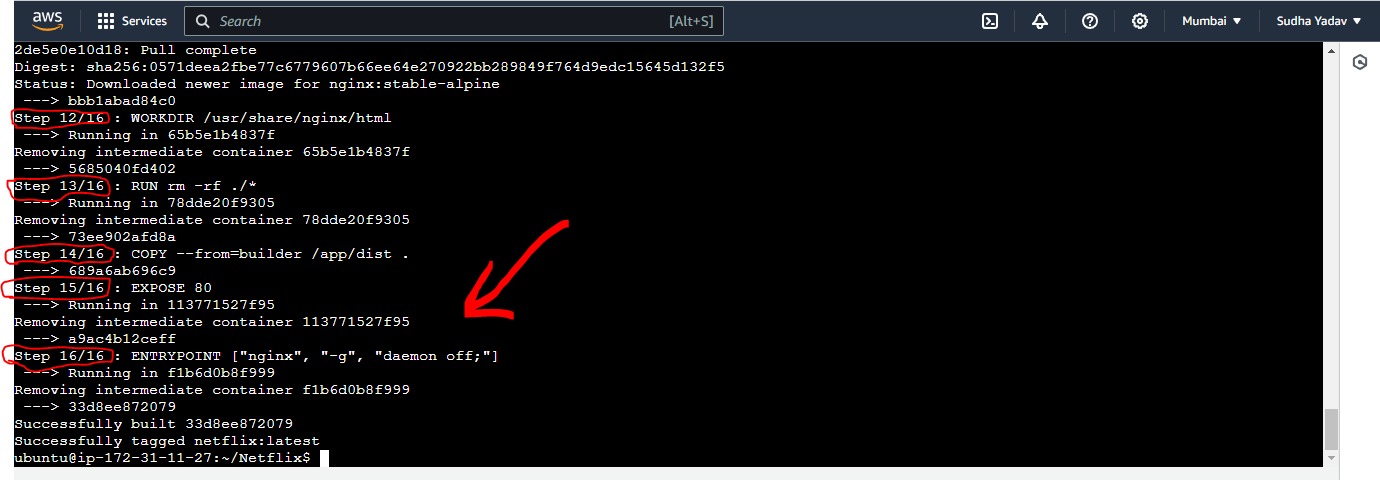 aws Services Search [Alt+S] Mumbai Sudha Yadav
2de5e0e10d18: Pull complete
Digest: sha256:0571deea2fbe77c6779607b66ee64e270922bb289849f764d9edc15645d132f5
Status: Downloaded newer image for nginx:stable-alpine
---> bbb1abad84c0
Step 12/16 : WORKDIR /usr/share/nginx/html
---> Running in 65b5e1b4837f
Removing intermediate container 65b5e1b4837f
---> 5685040fd402
Step 13/16 : RUN rm -rf ./*
---> Running in 78dde20f9305
Removing intermediate container 78dde20f9305
---> 73ee902afd8a
Step 14/16 : COPY --from=builder /app/dist .
---> 689a6ab696c9
Step 15/16 : EXPOSE 80
---> Running in 113771527f95
Removing intermediate container 113771527f95
---> a9ac4b12ceff
Step 16/16 : ENTRYPOINT ["nginx", "-g", "daemon off;"]
---> Running in f1b6d0b8f999
Removing intermediate container f1b6d0b8f999
---> 33d8ee872079
Successfully built 33d8ee872079
Successfully tagged netflix:latest
ubuntu@ip-172-31-11-27:~/Netflix$